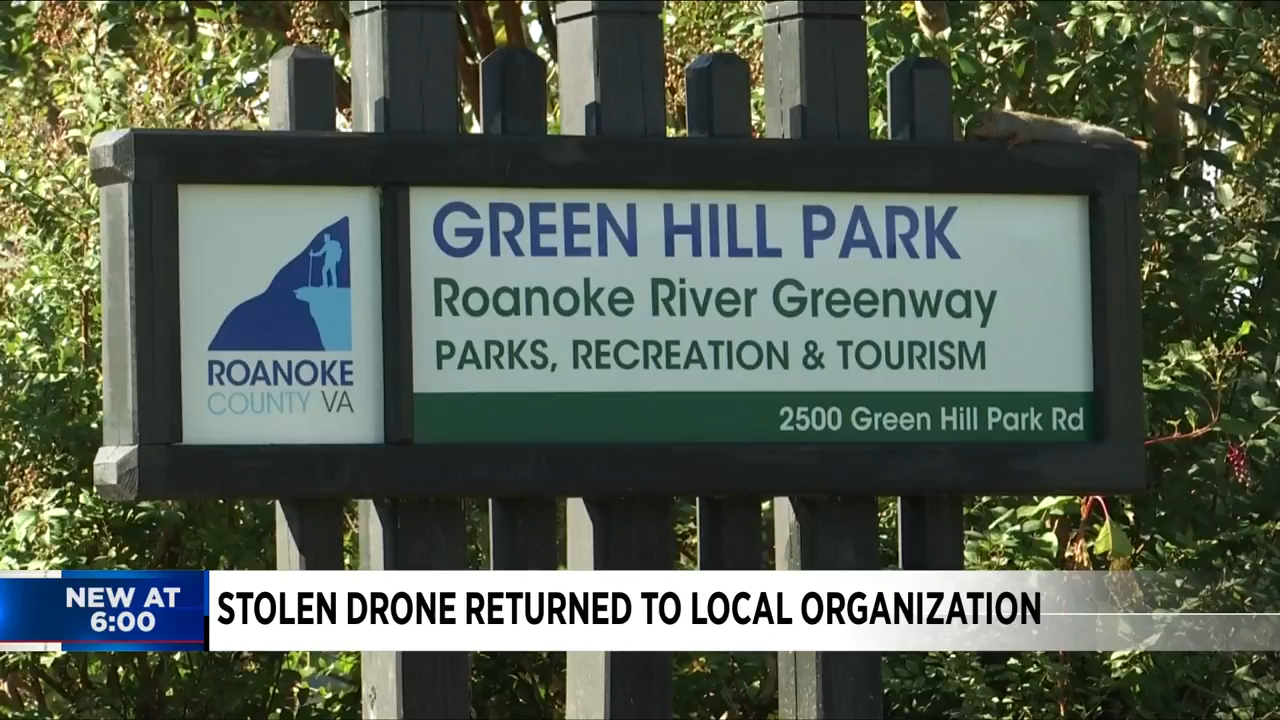 GREEN HILL PARK
Roanoke River Greenway
PARKS, RECREATION & TOURISM
2500 Green Hill Park Rd
ROANOKE
COUNTY VA
NEW AT
6:00
STOLEN DRONE RETURNED TO LOCAL ORGANIZATION